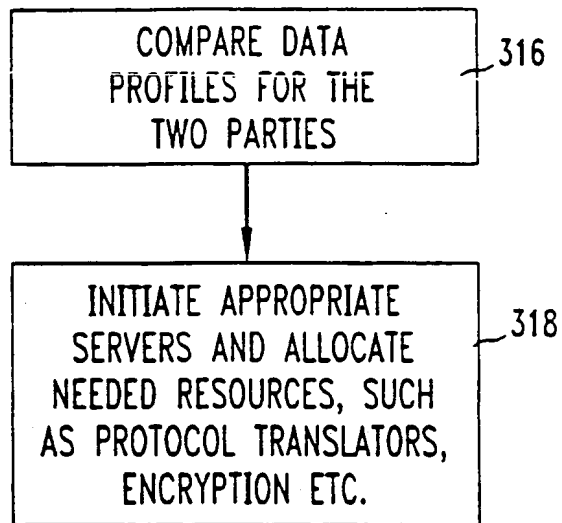 COMPARE DATA
PROFILES FOR THE
TWO PARTIES
316
INITIATE APPROPRIATE
SERVERS AND ALLOCATE
NEEDED RESOURCES, SUCH
AS PROTOCOL TRANSLATORS,
ENCRYPTION ETC.
318